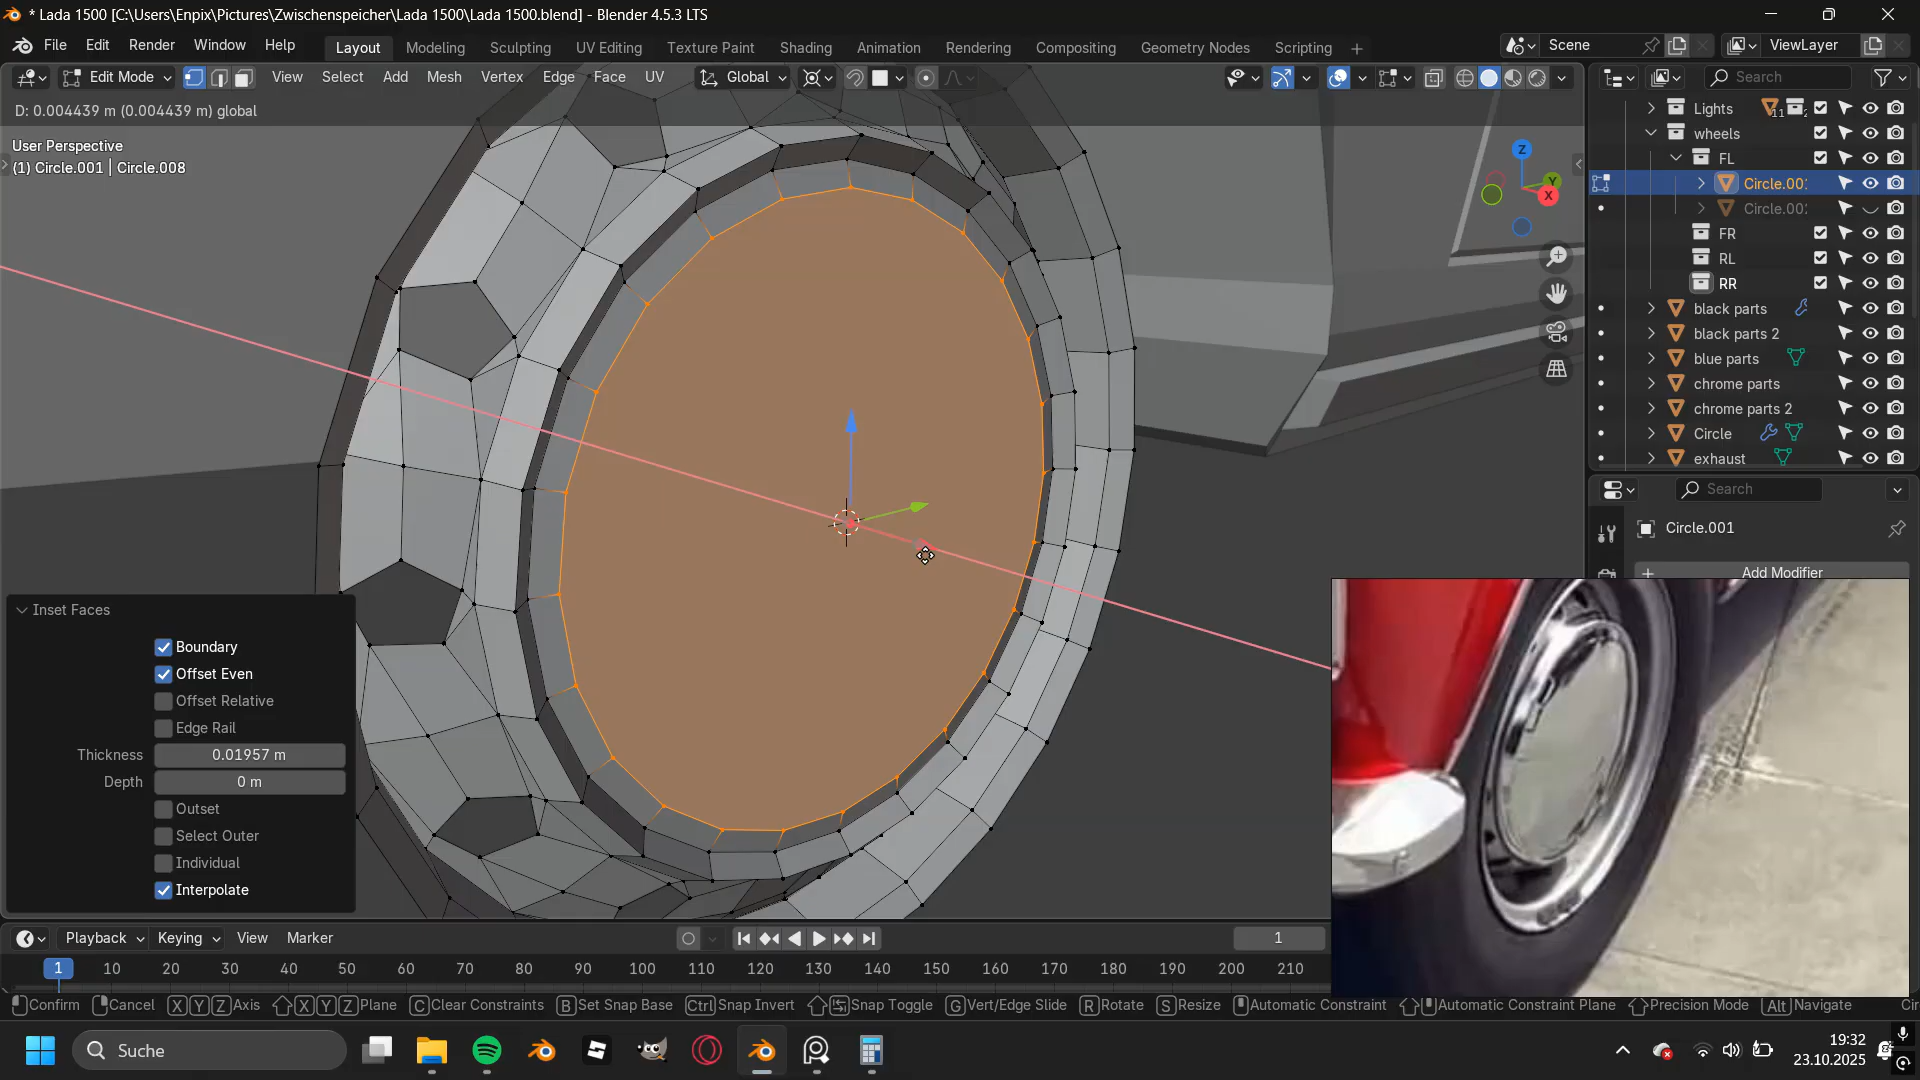 * Lada 1500 [C:\Users\Enpix\Pictures\Zwischenspeicher\Lada 1500\Lada 1500.blend] - Blender 4.5.3 LTS
File Edit Render Window Help Layout Modeling Sculpting UV Editing Texture Paint Shading Animation Rendering Compositing Geometry Nodes Scripting Scene ViewLayer
Edit Mode View Select Add Mesh Vertex Edge Face UV Global Search
D: 0.004439 m (0.004439 m) global
User Perspective
(1) Circle.001 | Circle.008
Z
Y
X
Lights 11
wheels
FL
Circle.00
Circle.00
FR
RL
RR
black parts
black parts 2
blue parts
chrome parts
chrome parts 2
Circle
exhaust
Search
Circle.001
Add Modifier
Inset Faces
Boundary
Offset Even
Offset Relative
Edge Rail
Thickness 0.01957 m
Depth 0 m
Outset
Select Outer
Individual
Interpolate
Playback Keying View Marker 1
1 10 20 30 40 50 60 70 80 90 100 110 120 130 140 150 160 170 180 190 200 210
Confirm Cancel X Y Z Axis X Y Z Plane C Clear Constraints B Set Snap Base Ctrl Snap Invert Snap Toggle G Vert/Edge Slide R Rotate S Resize Automatic Constraint Automatic Constraint Plane Precision Mode Alt Navigate Cir
Suche
19:32
23.10.2025